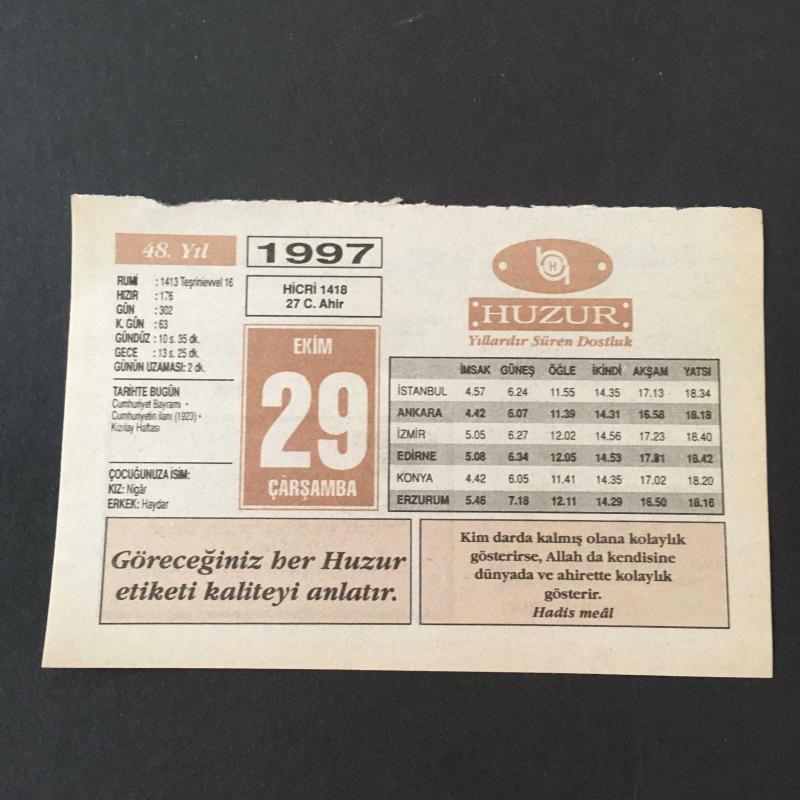 48. Yıl
1997
RUMİ : 1413 Teşrinievvel 16
HIZIR : 176
GÜN : 302
K. GÜN : 63
GÜNDÜZ : 10 s. 35 dk.
GECE : 13 s. 25 dk.
GÜNÜN UZAMASI: 2 dk.
TARİHTE BUGÜN
Cumhuriyet Bayramı •
Cumhuriyetin ilanı (1923) •
Kızılay Haftası
ÇOCUĞUNUZA İSİM:
KIZ: Nigâr
ERKEK: Haydar
HİCRİ 1418
27 C. Ahir
EKİM
29
ÇARŞAMBA
H
HUZUR
Yıllardır Süren Dostluk
İMSAK GÜNEŞ ÖĞLE İKİNDİ AKŞAM YATSI
İSTANBUL 4.57 6.24 11.55 14.35 17.13 18.34
ANKARA 4.42 6.07 11.39 14.31 16.58 18.18
İZMİR 5.05 6.27 12.02 14.56 17.23 18.40
EDİRNE 5.08 6.34 12.05 14.53 18.42
KONYA 4.42 6.05 11.41 14.35 17.02 18.20
ERZURUM 5.46 7.18 12.11 14.29 16.50 18.16
Göreceğiniz her Huzur
etiketi kaliteyi anlatır.
Kim darda kalmış olana kolaylık
gösterirse, Allah da kendisine
dünyada ve ahirette kolaylık
gösterir.
Hadis meâl